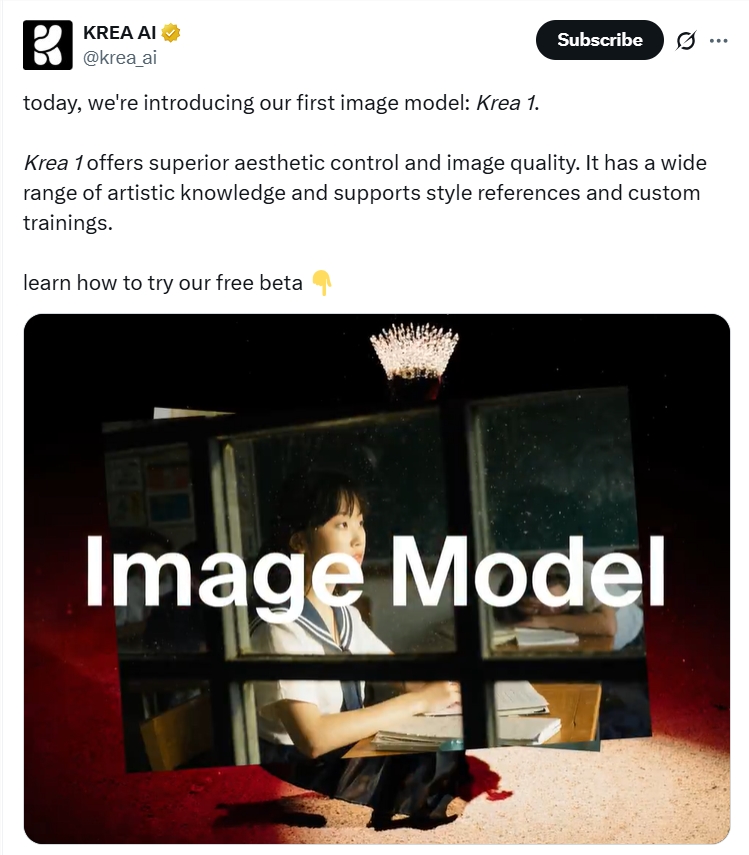 KREA AI
Subscribe
@krea_ai
today, we're introducing our first image model: Krea 1.
Krea 1 offers superior aesthetic control and image quality. It has a wide
range of artistic knowledge and supports style references and custom
trainings.
learn how to try our free beta 👇
Image Model